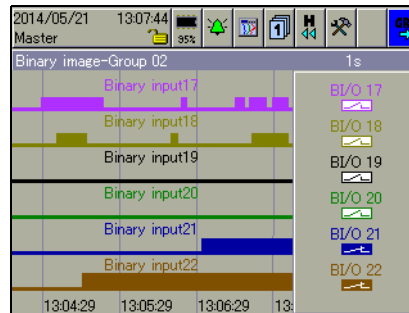 2014/05/21 13:07:44
Master
95%
1
H
Binary image-Group 02 1s
Binary input17 BI/O 17
Binary input18 BI/O 18
Binary input19 BI/O 19
Binary input20 BI/O 20
Binary input21 BI/O 21
Binary input22 BI/O 22
13:04:29 13:05:29 13:06:29 13: